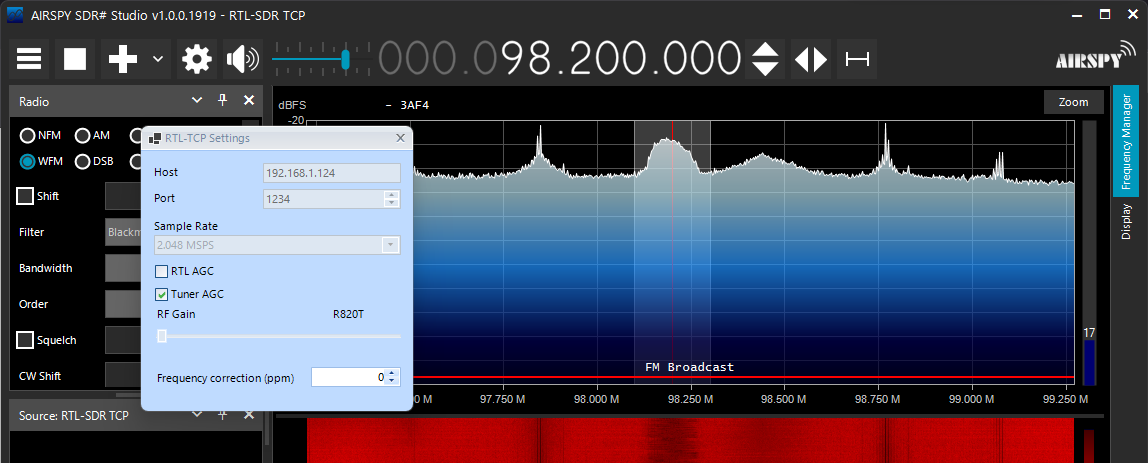 AIRSPY SDR# Studio v1.0.0.1919 - RTL-SDR TCP
000.098.200.000
AIRSPY
Radio
NFM
AM
WFM
DSB
Shift
Filter
Blackm
Bandwidth
Order
Squelch
CW Shift
Source: RTL-SDR TCP
RTL-TCP Settings
Host
192.168.1.124
Port
1234
Sample Rate
2.048 MSPS
RTL AGC
Tuner AGC
RF Gain
R820T
Frequency correction (ppm)
0
dBFS
- 3AF4
Zoom
-20
FM Broadcast
17
0 M
97.750 M
98.000 M
98.250 M
98.500 M
98.750 M
99.000 M
99.250 M
Frequency Manager
Display